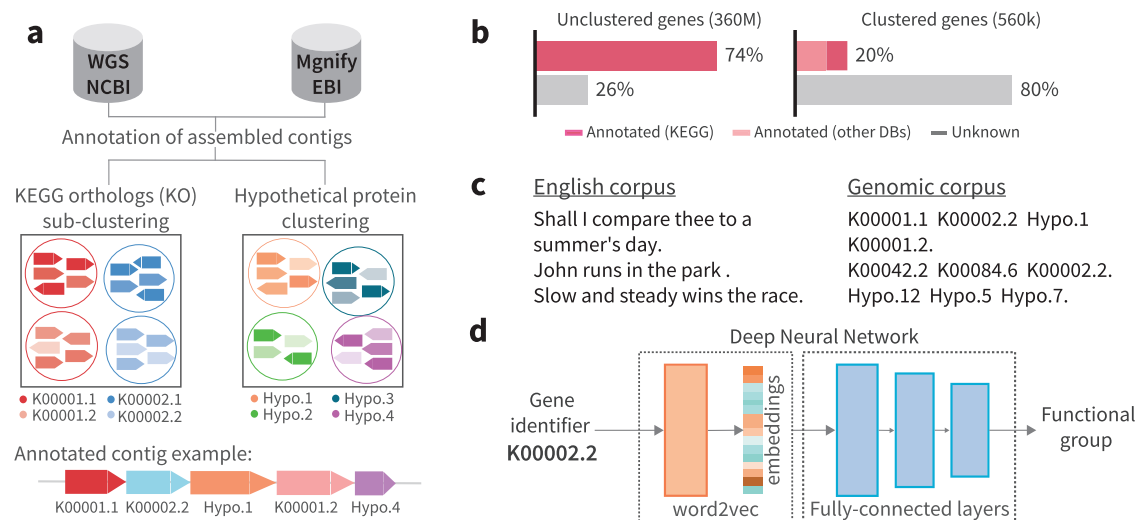 a
WGS
NCBI
Mgnify
EBI
Annotation of assembled contigs
KEGG orthologs (KO)
sub-clustering
Hypothetical protein
clustering
K00001.1
K00001.2
K00002.1
K00002.2
Hypo.1
Hypo.2
Hypo.3
Hypo.4
Annotated contig example:
K00001.1 K00002.2 Hypo.1 K00001.2 Hypo.4
b
Unclustered genes (360M)
74%
26%
Clustered genes (560k)
20%
80%
Annotated (KEGG) Annotated (other DBs) Unknown
c
English corpus
Shall I compare thee to a
summer's day.
John runs in the park .
Slow and steady wins the race.
Genomic corpus
K00001.1 K00002.2 Hypo.1
K00001.2.
K00042.2 K00084.6 K00002.2.
Hypo.12 Hypo.5 Hypo.7.
d
Deep Neural Network
Gene
identifier
K00002.2
embeddings
word2vec
Fully-connected layers
Functional
group